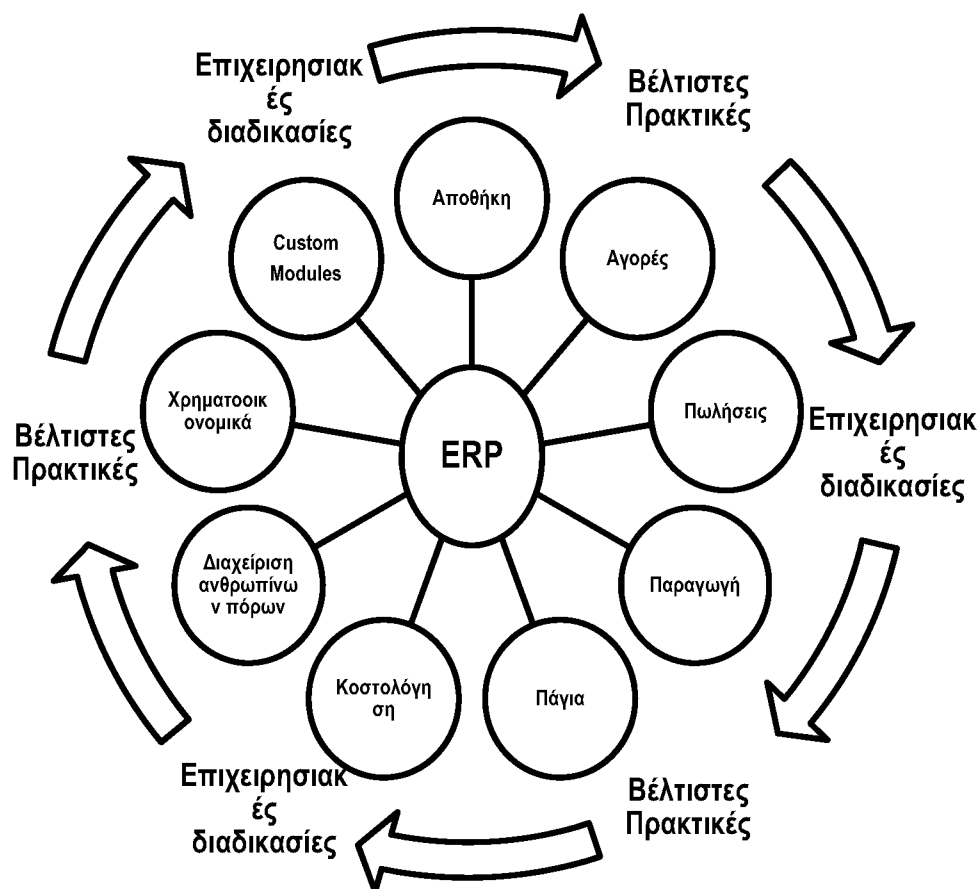 Επιχειρησιακ
ές
διαδικασίες
Βέλτιστες
Πρακτικές
Αποθήκη
Custom
Modules
Αγορές
Χρηματοοικ
ονομικά
Πωλήσεις
Βέλτιστες
Πρακτικές
ERP
Επιχειρησιακ
ές
διαδικασίες
Διαχείριση
ανθρωπίνω
ν πόρων
Παραγωγή
Κοστολόγη
ση
Πάγια
Επιχειρησιακ
ές
διαδικασίες
Βέλτιστες
Πρακτικές